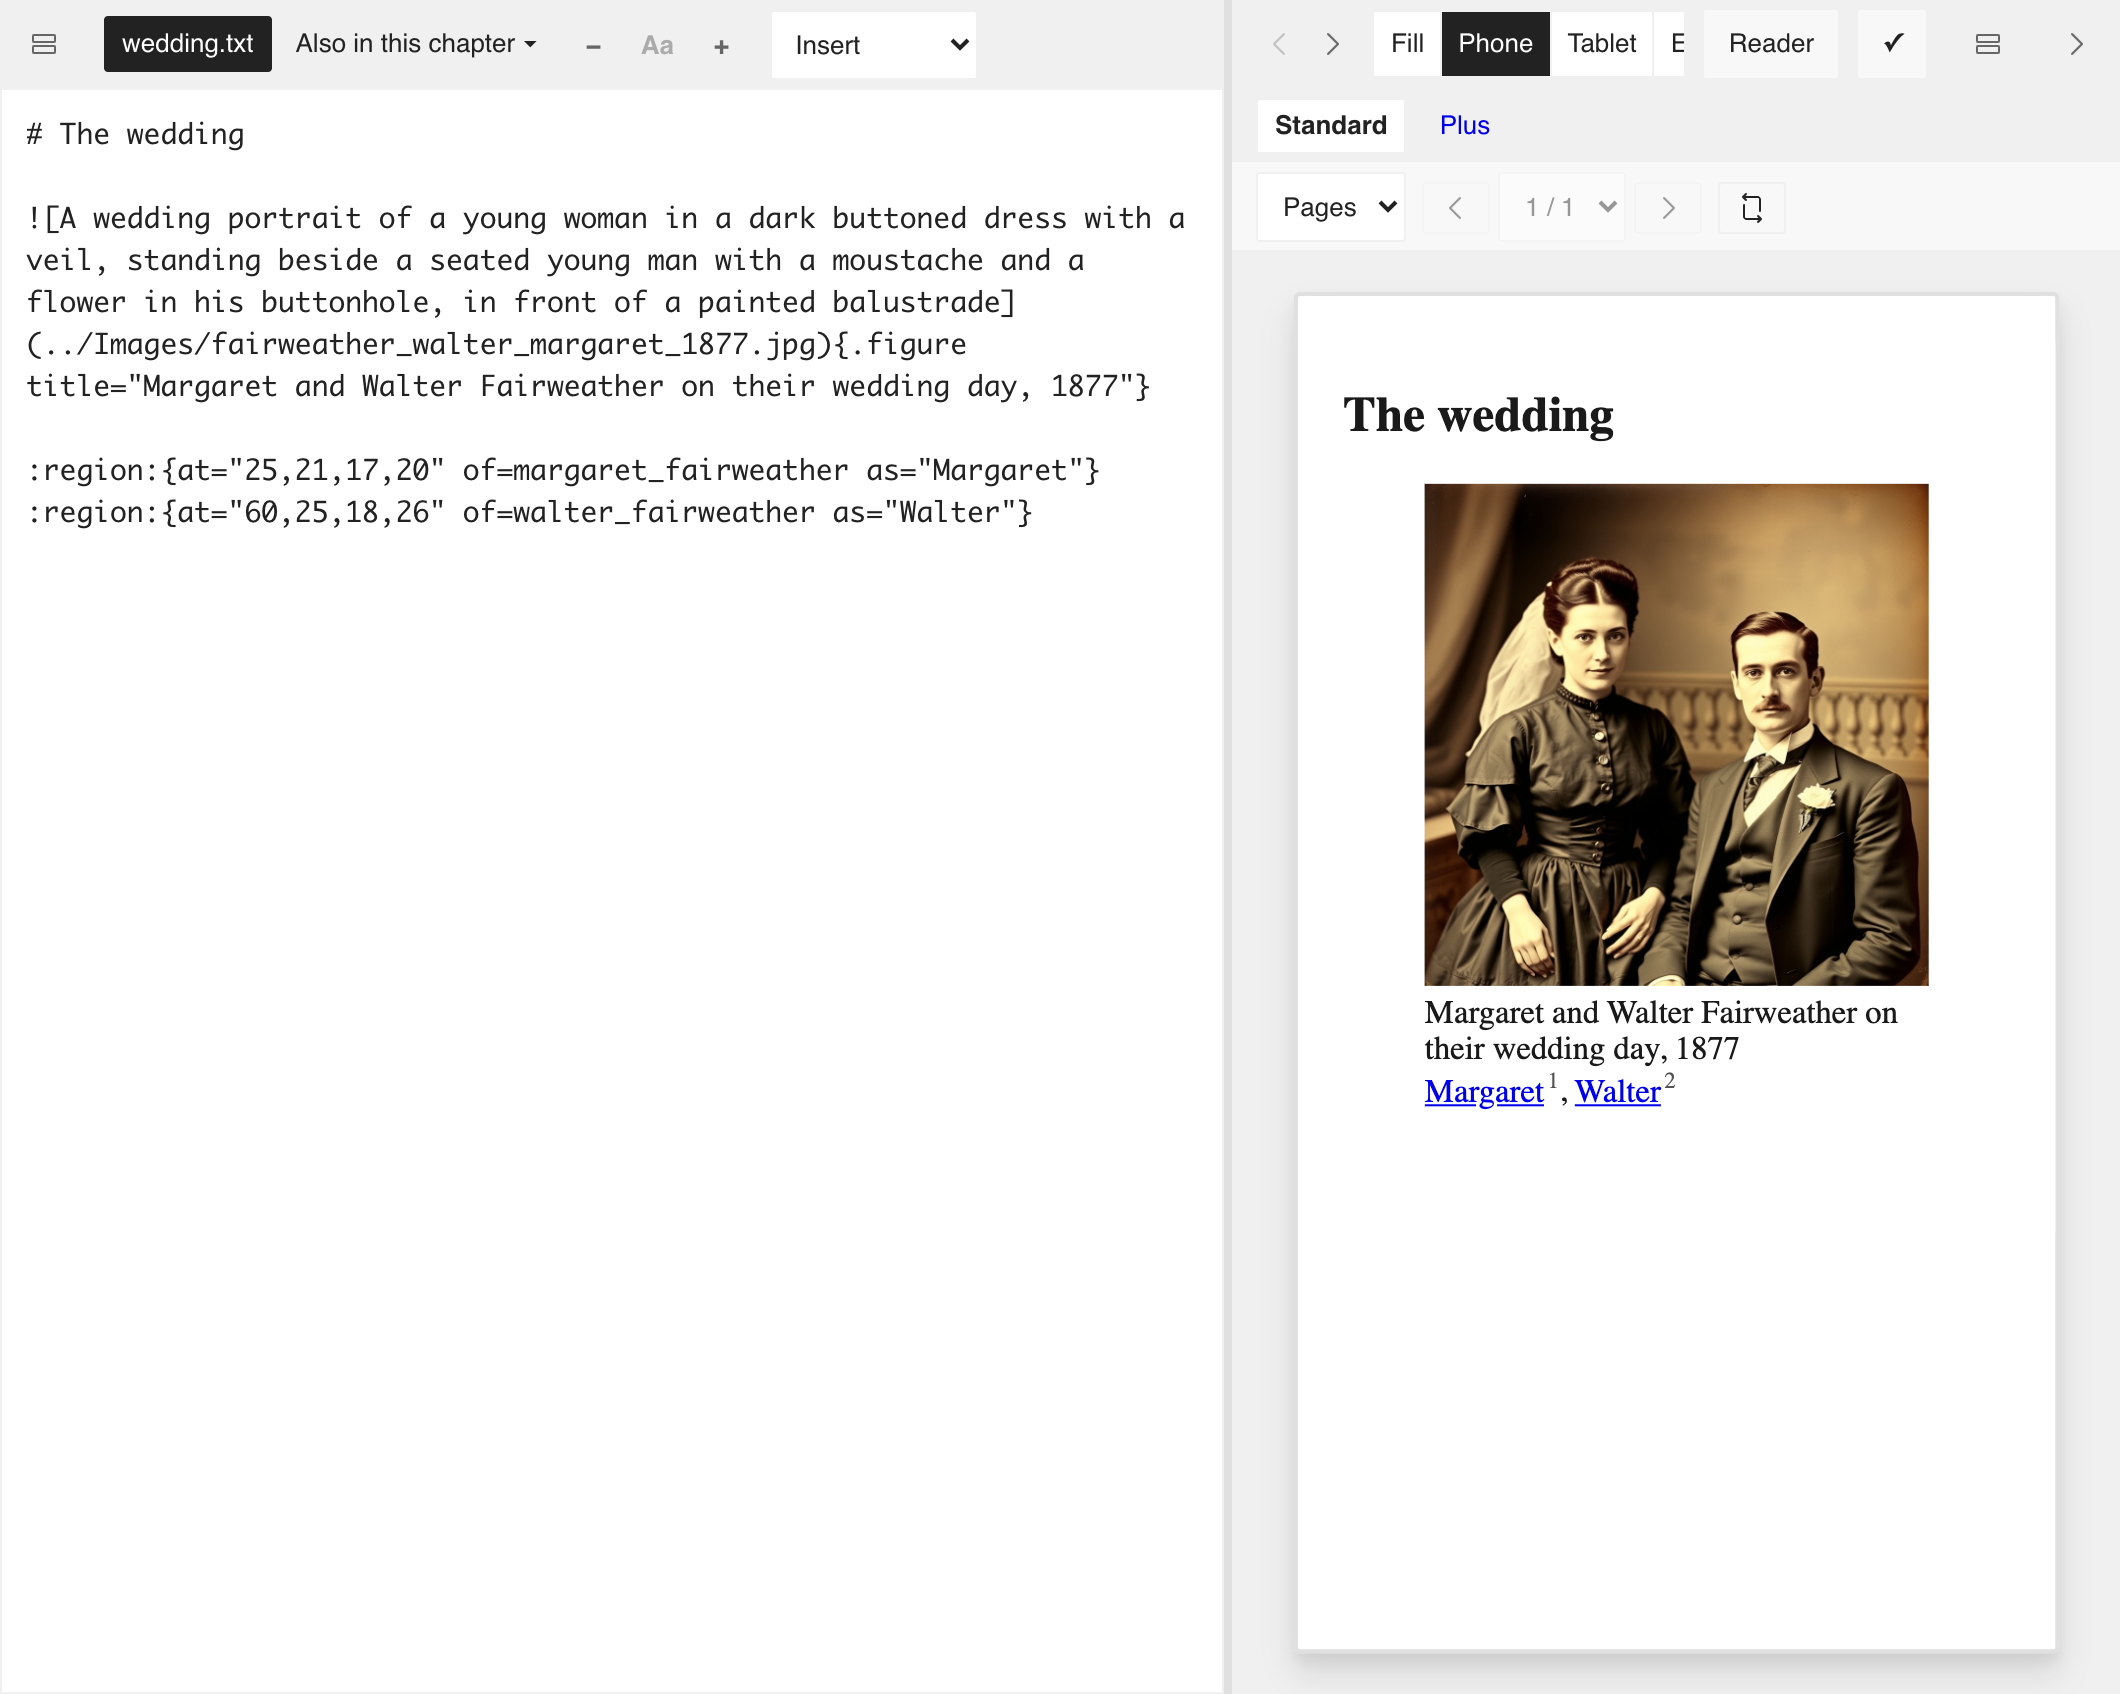 wedding.txt
Also in this chapter
– Aa +
Insert
# The wedding
![A wedding portrait of a young woman in a dark buttoned dress with a
veil, standing beside a seated young man with a moustache and a
flower in his buttonhole, in front of a painted balustrade]
(../Images/fairweather_walter_margaret_1877.jpg){.figure
title="Margaret and Walter Fairweather on their wedding day, 1877"}
:region:{at="25,21,17,20" of=margaret_fairweather as="Margaret"}
:region:{at="60,25,18,26" of=walter_fairweather as="Walter"}
Fill Phone Tablet
Reader
Standard Plus
Pages
1 / 1
The wedding
Margaret and Walter Fairweather on
their wedding day, 1877
Margaret 1, Walter 2